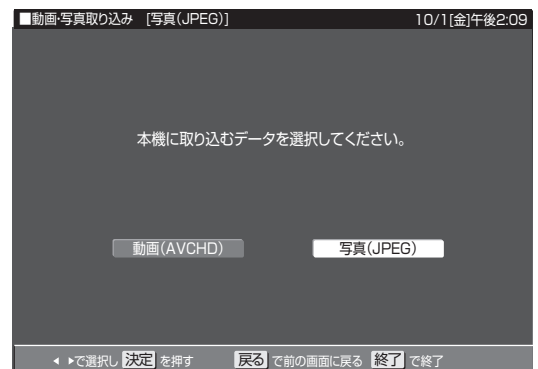 ■動画・写真取り込み [写真(JPEG)] 10/1[金]午後2:09
本機に取り込むデータを選択してください。
動画(AVCHD) 写真(JPEG)
◀ ▶で選択し 決定 を押す 戻る で前の画面に戻る 終了 で終了